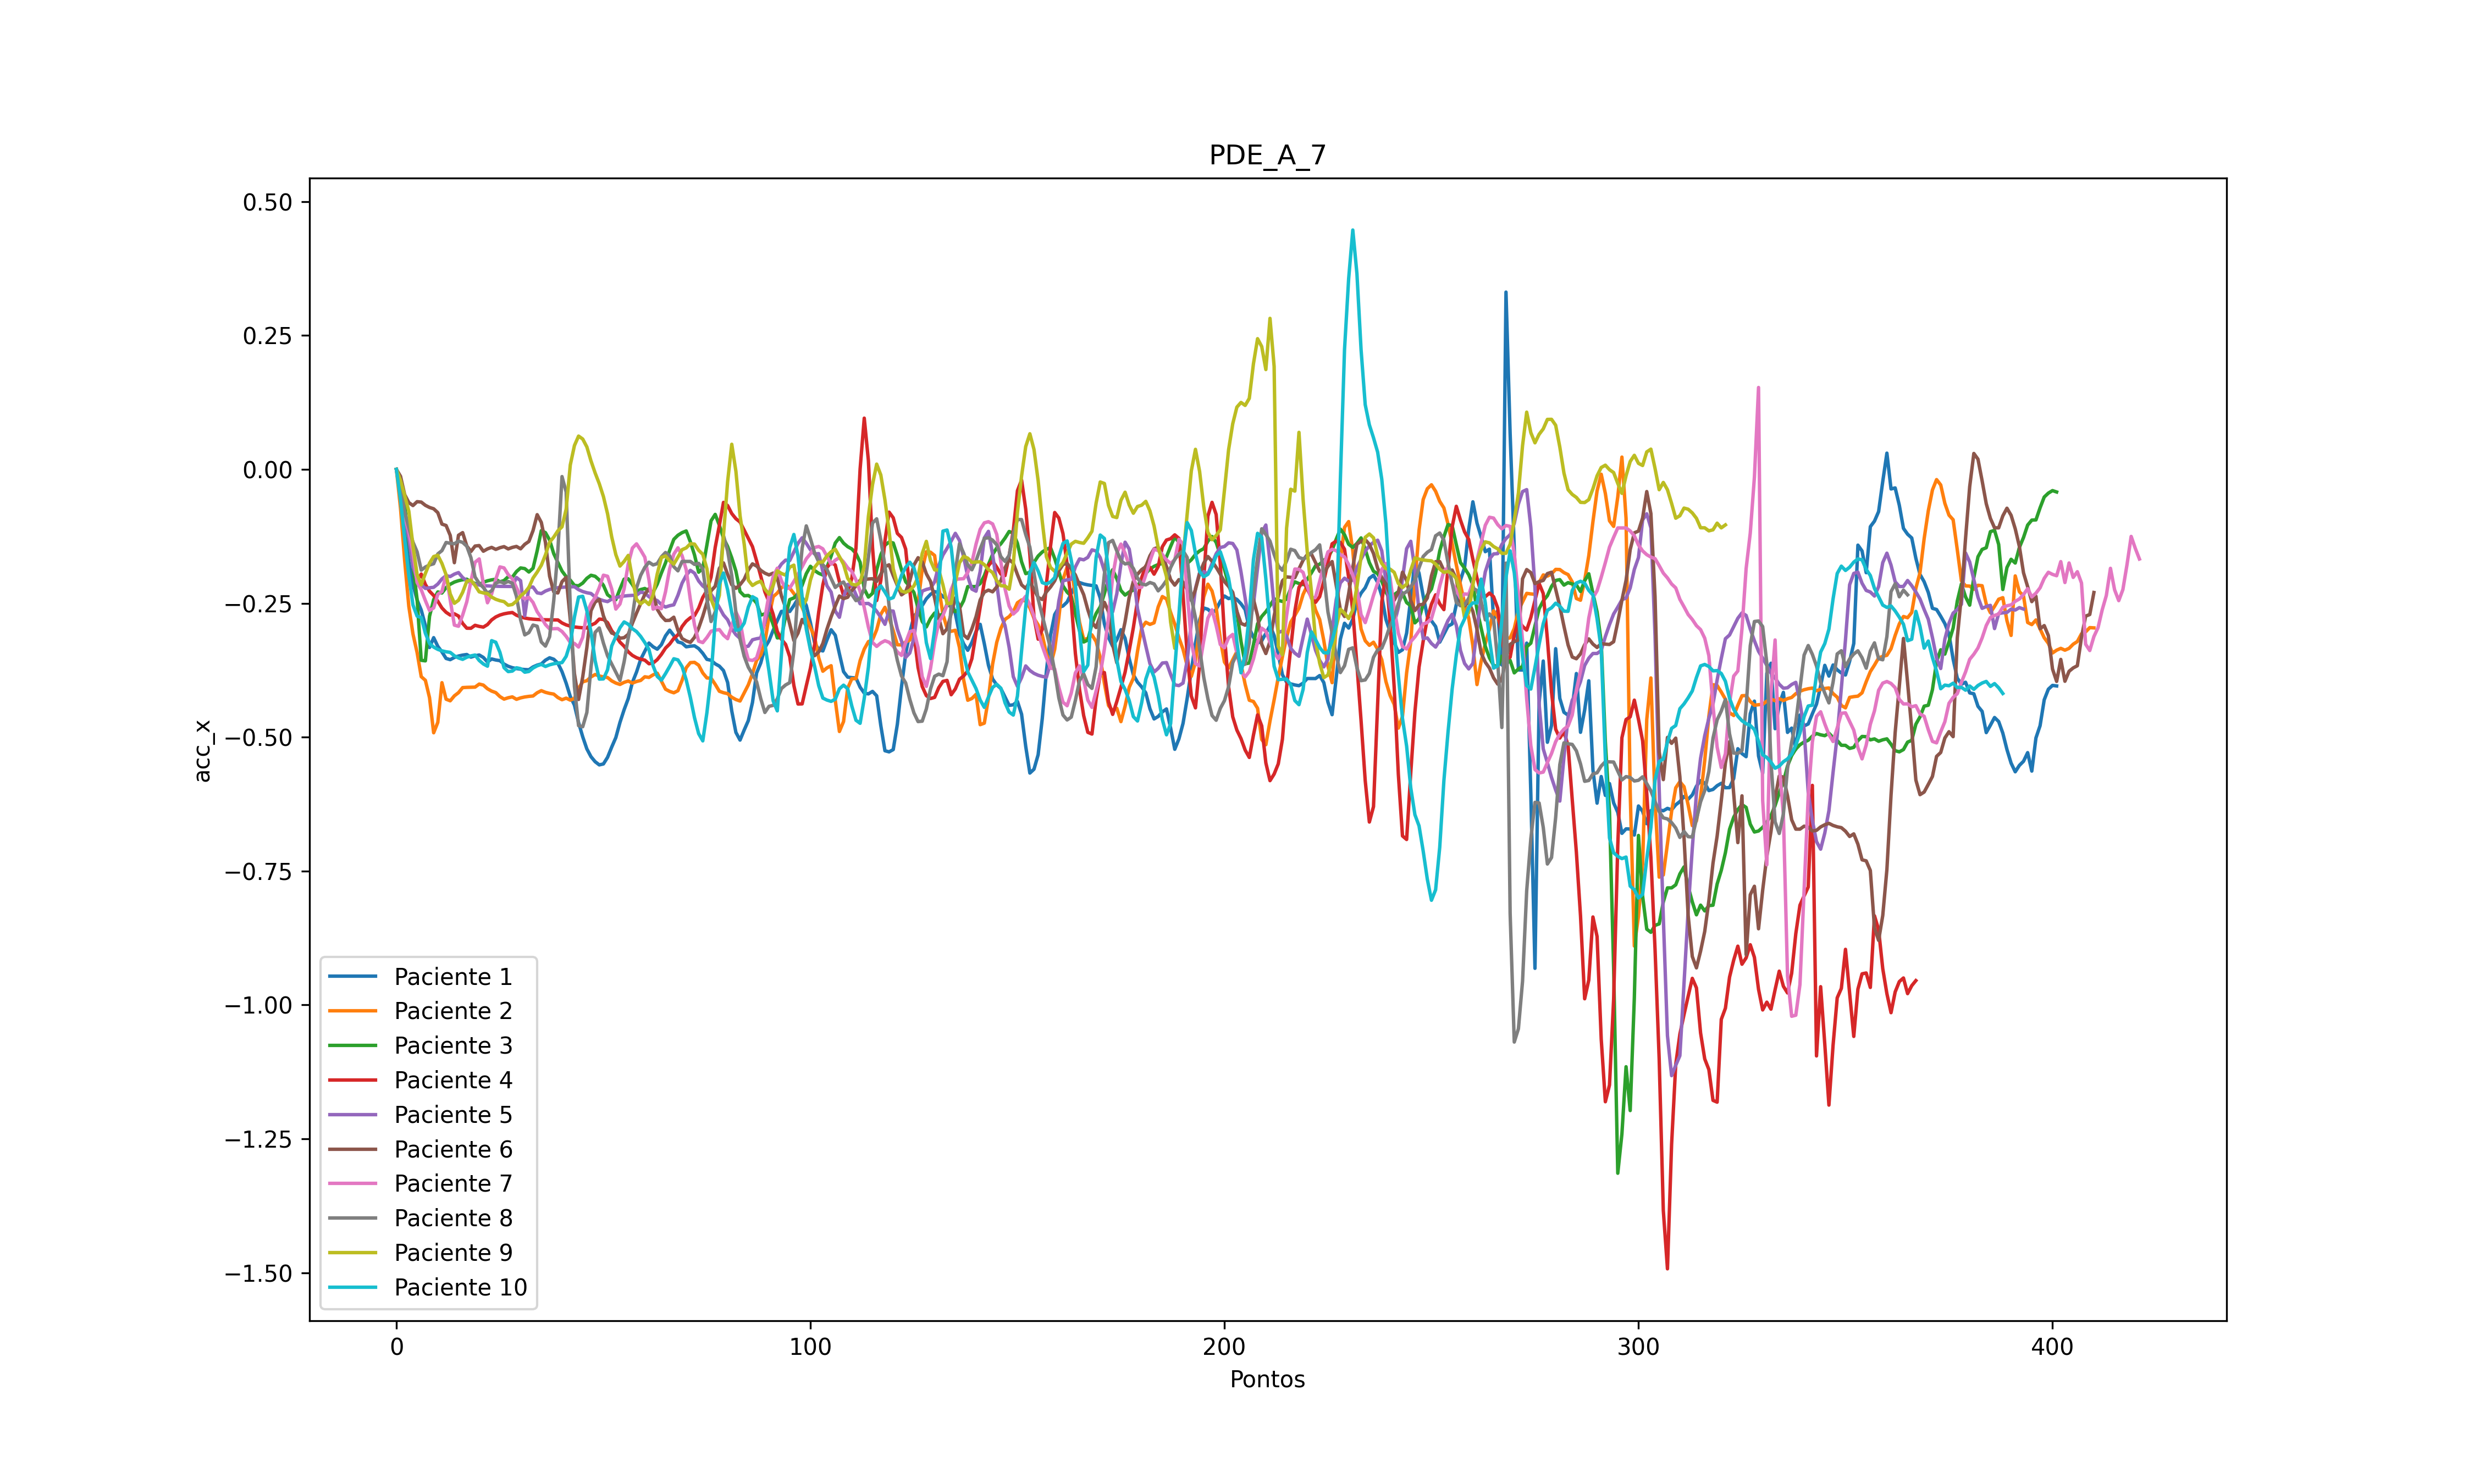 PDE_A_7
0.50
0.25
0.00
−0.25
−0.50
−0.75
−1.00
−1.25
−1.50
acc_x
Paciente 1
Paciente 2
Paciente 3
Paciente 4
Paciente 5
Paciente 6
Paciente 7
Paciente 8
Paciente 9
Paciente 10
0 100 200 300 400
Pontos